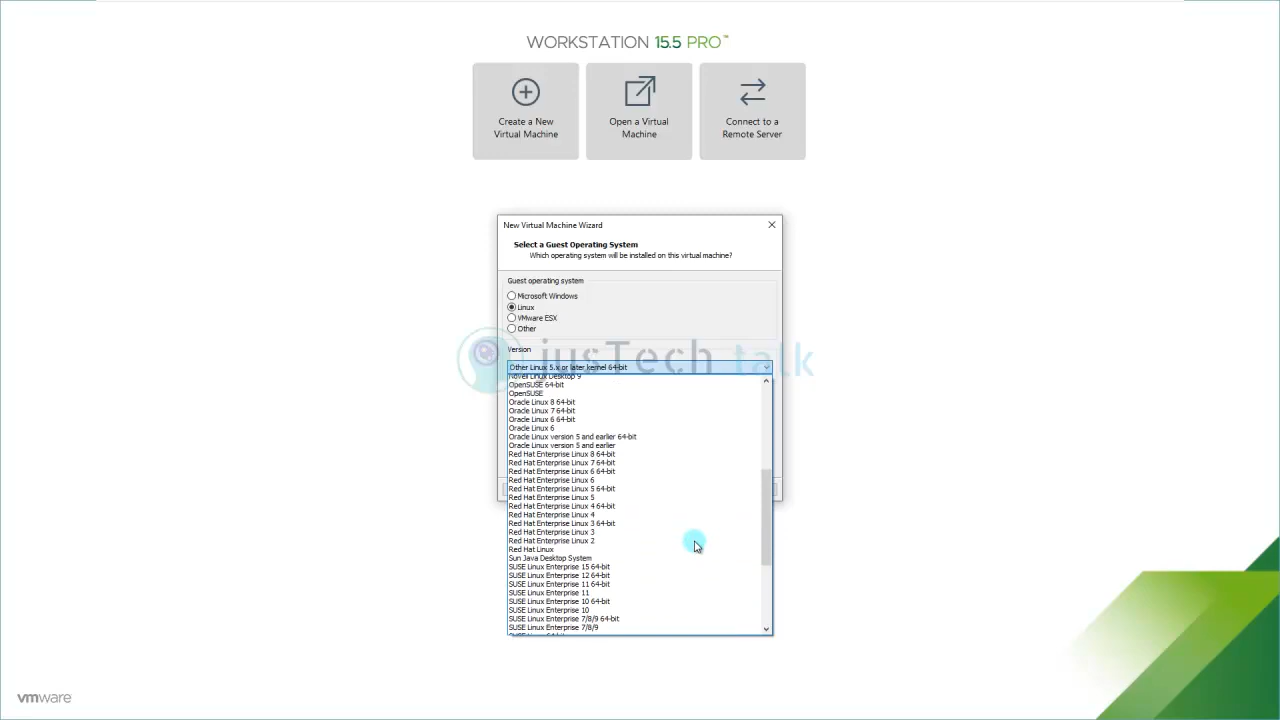 WORKSTATION 15.5 PRO™
Create a New
Virtual Machine
Open a Virtual
Machine
Connect to a
Remote Server
New Virtual Machine Wizard
Select a Guest Operating System
Which operating system will be installed on this virtual machine?
Guest operating system
Microsoft Windows
Linux
VMware ESX
Other
Version
jusTech talk
Other Linux 5.x or later kernel 64-bit
Novell Linux Desktop 9
OpenSUSE 64-bit
OpenSUSE
Oracle Linux 8 64-bit
Oracle Linux 7 64-bit
Oracle Linux 6 64-bit
Oracle Linux 6
Oracle Linux version 5 and earlier 64-bit
Oracle Linux version 5 and earlier
Red Hat Enterprise Linux 8 64-bit
Red Hat Enterprise Linux 7 64-bit
Red Hat Enterprise Linux 6 64-bit
Red Hat Enterprise Linux 6
Red Hat Enterprise Linux 5 64-bit
Red Hat Enterprise Linux 5
Red Hat Enterprise Linux 4 64-bit
Red Hat Enterprise Linux 4
Red Hat Enterprise Linux 3 64-bit
Red Hat Enterprise Linux 3
Red Hat Enterprise Linux 2
Red Hat Linux
Sun Java Desktop System
SUSE Linux Enterprise 15 64-bit
SUSE Linux Enterprise 12 64-bit
SUSE Linux Enterprise 11 64-bit
SUSE Linux Enterprise 11
SUSE Linux Enterprise 10 64-bit
SUSE Linux Enterprise 10
SUSE Linux Enterprise 7/8/9 64-bit
SUSE Linux Enterprise 7/8/9
vmware